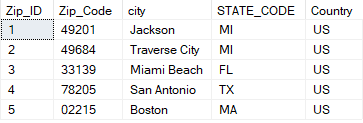 Zip_ID Zip_Code city STATE_CODE Country
1 49201 Jackson MI US
2 49684 Traverse City MI US
3 33139 Miami Beach FL US
4 78205 San Antonio TX US
5 02215 Boston MA US